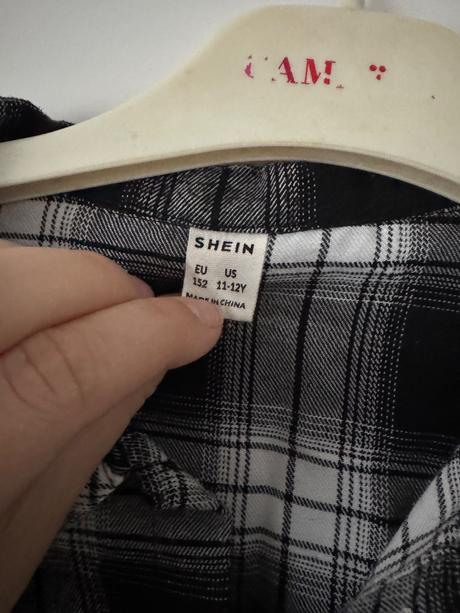 SHEIN
EU US
152 11-12Y
MADE IN CHINA